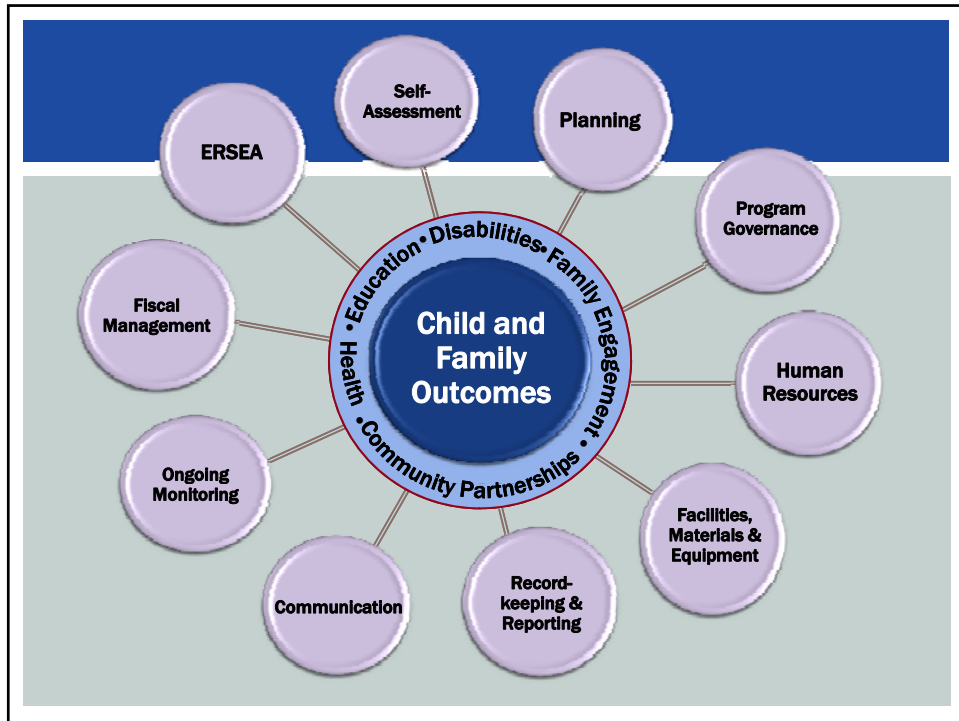 Self-
Assessment
Planning
ERSEA
Program
Governance
Education • Disabilities • Family Engagement • Community Partnerships • Health •
Child and
Family
Outcomes
Fiscal
Management
Human
Resources
Ongoing
Monitoring
Facilities,
Materials &
Equipment
Communication
Record-
keeping &
Reporting